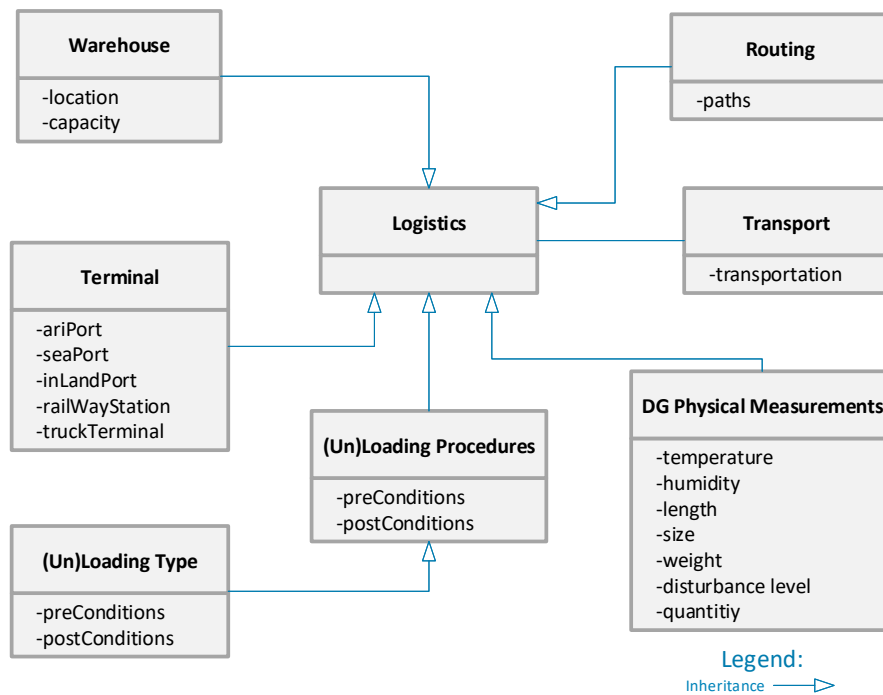 Warehouse
-location
-capacity
Routing
-paths
Logistics
Transport
-transportation
Terminal
-ariPort
-seaPort
-inLandPort
-railWayStation
-truckTerminal
(Un)Loading Procedures
-preConditions
-postConditions
DG Physical Measurements
-temperature
-humidity
-length
-size
-weight
-disturbance level
-quantitiy
(Un)Loading Type
-preConditions
-postConditions
Legend:
Inheritance